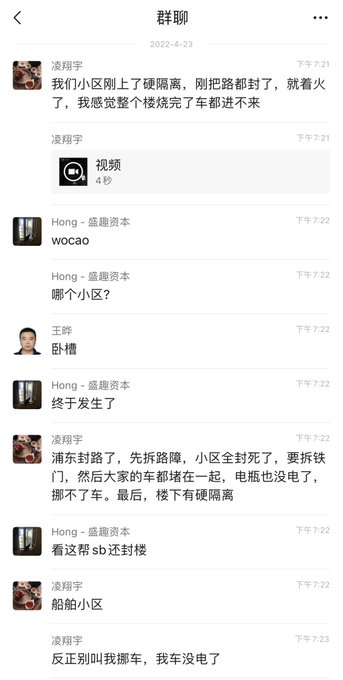 群聊
2022-4-23
凌翔宇
下午7:21
我们小区刚上了硬隔离，刚把路都封了，就着火
了，我感觉整个楼烧完了车都进不来
凌翔宇
下午7:21
视频
4秒
Hong - 盛趣资本
下午7:22
wocao
Hong - 盛趣资本
下午7:22
哪个小区？
王晔
下午7:22
卧槽
Hong - 盛趣资本
下午7:22
终于发生了
凌翔宇
下午7:22
浦东封路了，先拆路障，小区全封死了，要拆铁
门，然后大家的车都堵在一起，电瓶也没电了，
挪不了车。最后，楼下有硬隔离
Hong - 盛趣资本
下午7:22
看这帮sb还封楼
凌翔宇
下午7:22
船舶小区
凌翔宇
下午7:23
反正别叫我挪车，我车没电了